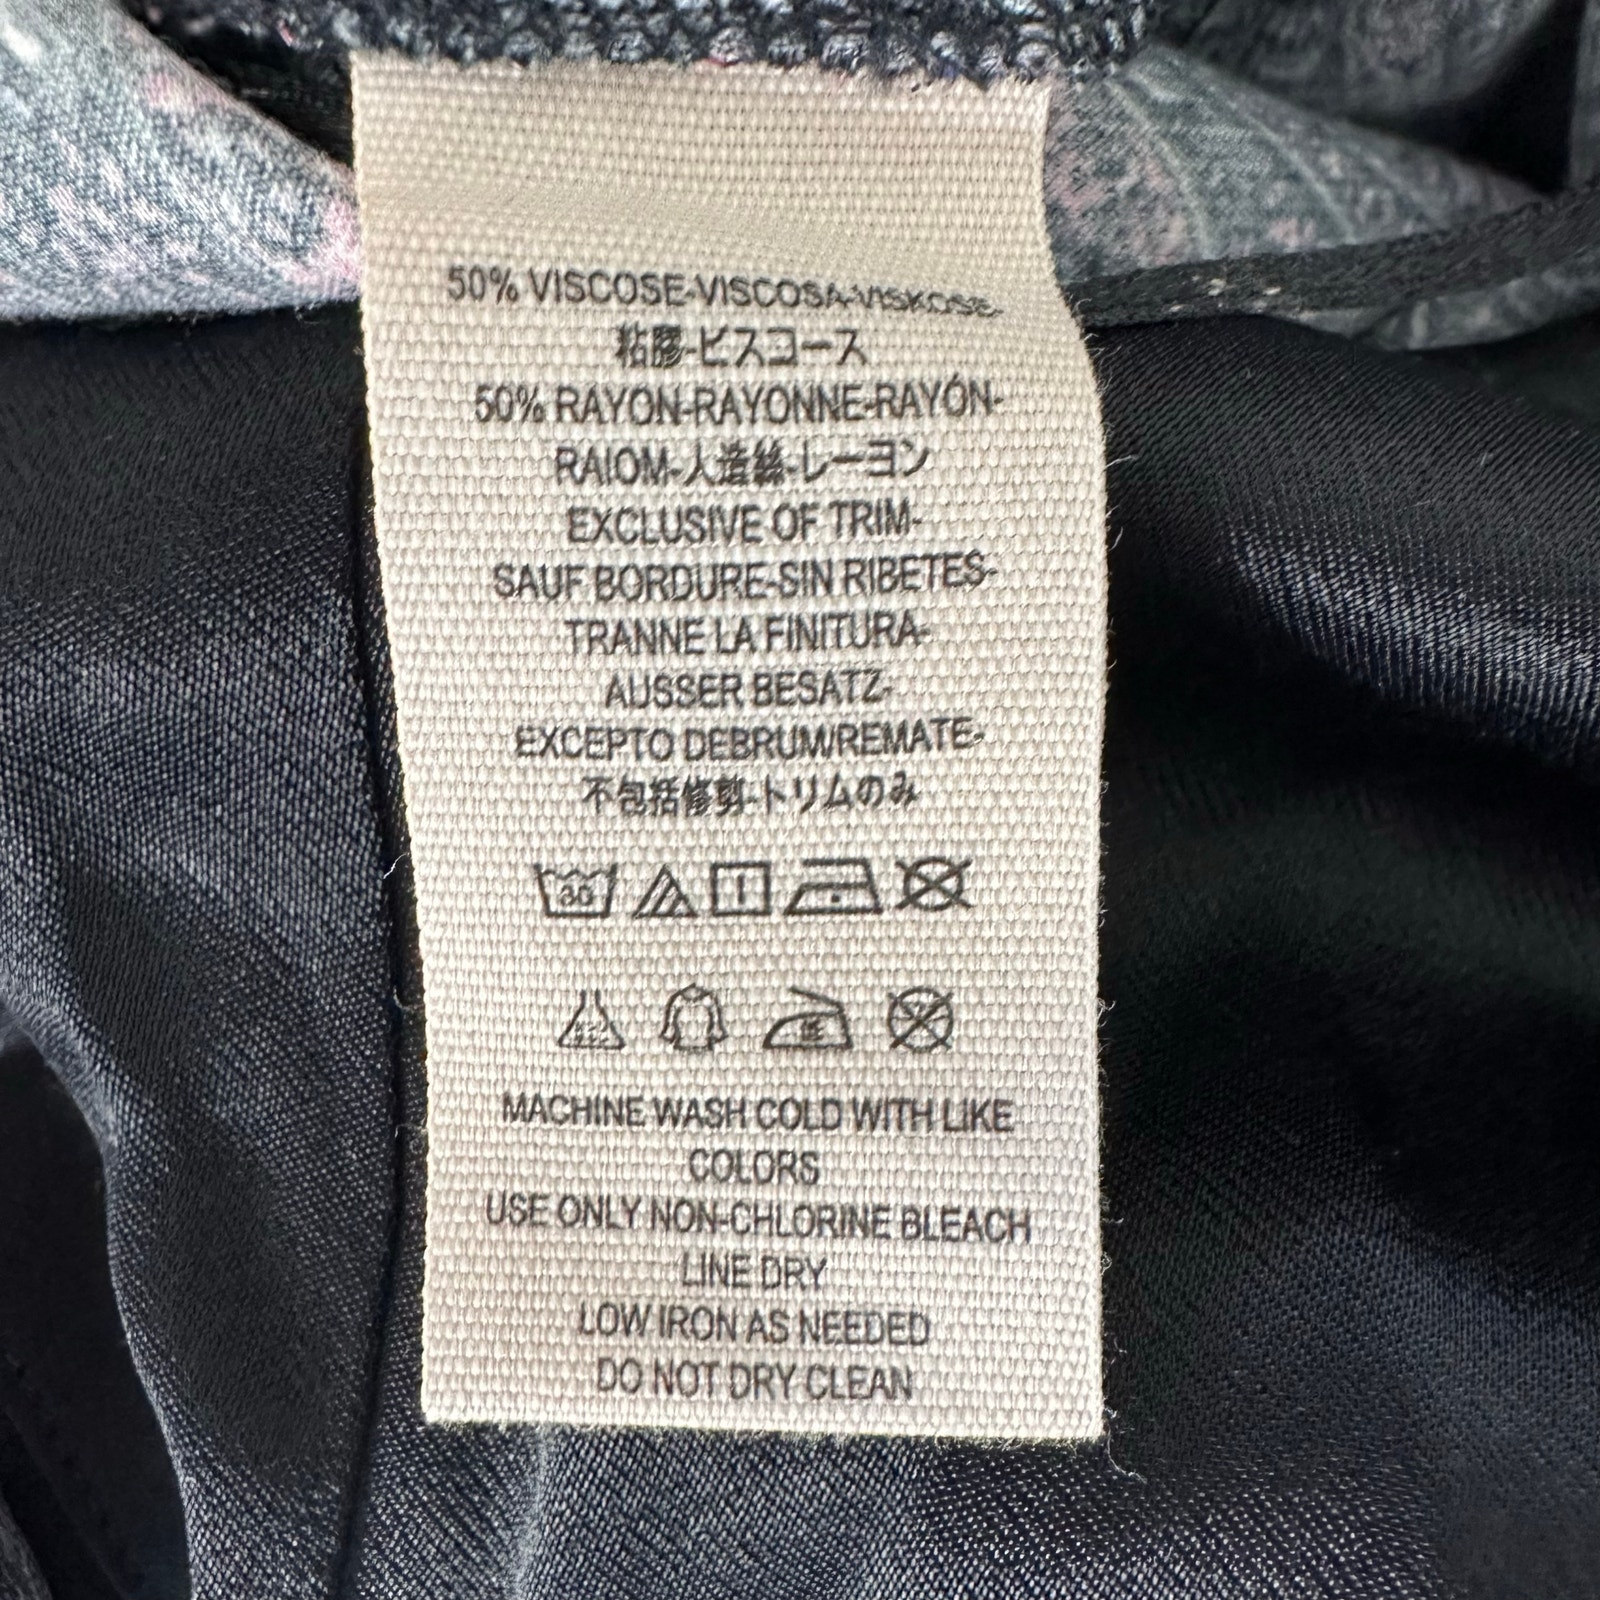 50% VISCOSE-VISCOSA-VISKOSE-
粘膠-ビスコース
50% RAYON-RAYONNE-RAYÓN-
RAIOM-人造絲-レーヨン
EXCLUSIVE OF TRIM-
SAUF BORDURE-SIN RIBETES-
TRANNE LA FINITURA-
AUSSER BESATZ-
EXCEPTO DEBRUM/REMATE-
不包括修剪-トリムのみ
30
MACHINE WASH COLD WITH LIKE
COLORS
USE ONLY NON-CHLORINE BLEACH
LINE DRY
LOW IRON AS NEEDED
DO NOT DRY CLEAN